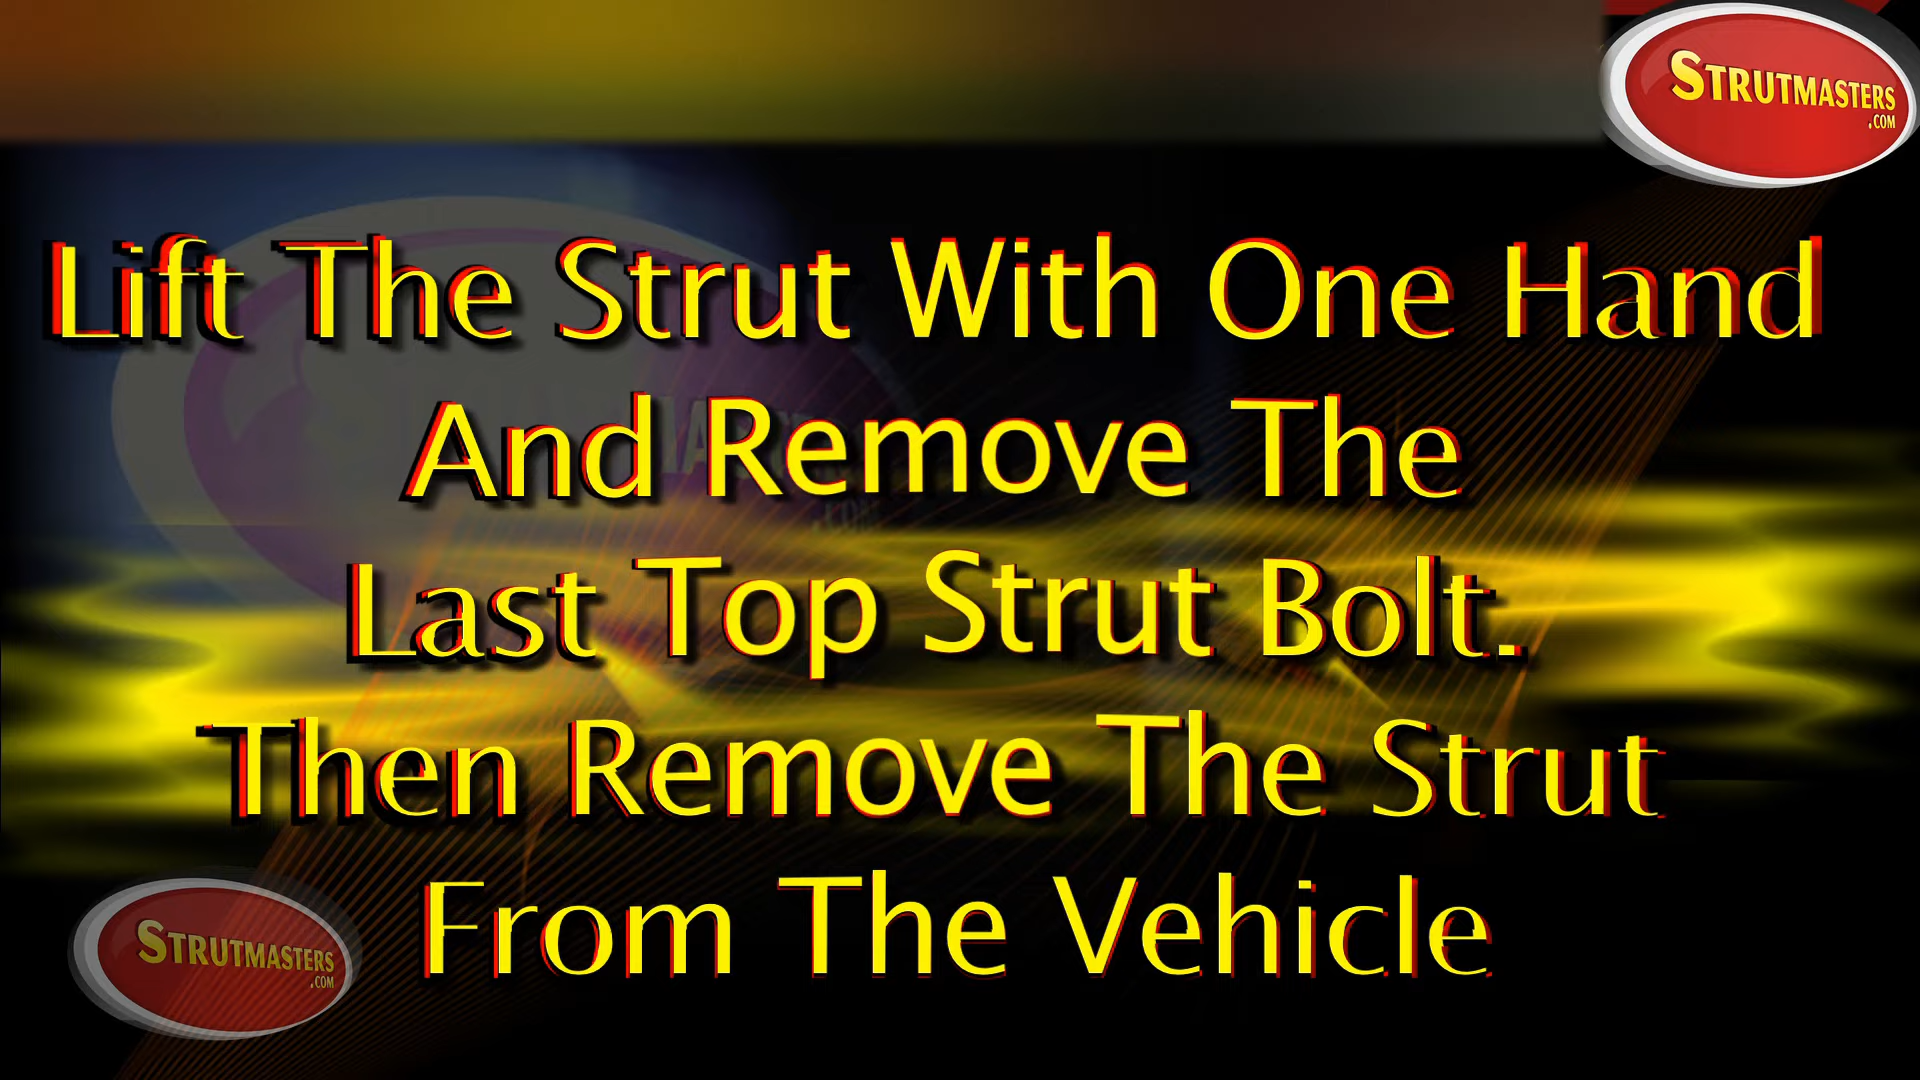 STRUTMASTERS
.COM
Lift The Strut With One Hand
And Remove The
Last Top Strut Bolt.
Then Remove The Strut
From The Vehicle
STRUTMASTERS
.COM